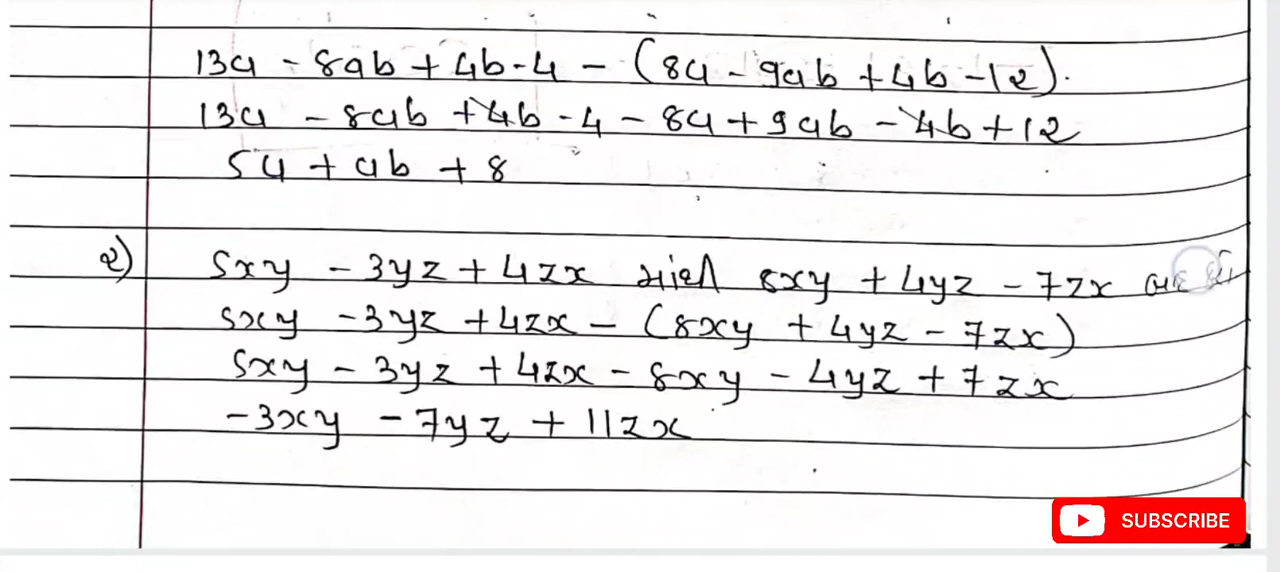 13a - 8ab + 4b - 4 - (8a - 9ab + 4b - 12).
13a - 8ab + 4b - 4 - 8a + 9ab - 4b + 12
5a + ab + 8
२) 5xy - 3yz + 4zx માંથી 8xy + 4yz - 7zx બાદ
5xy - 3yz + 4zx - (8xy + 4yz - 7zx)
5xy - 3yz + 4zx - 8xy - 4yz + 7zx
-3xy - 7yz + 11zx
SUBSCRIBE